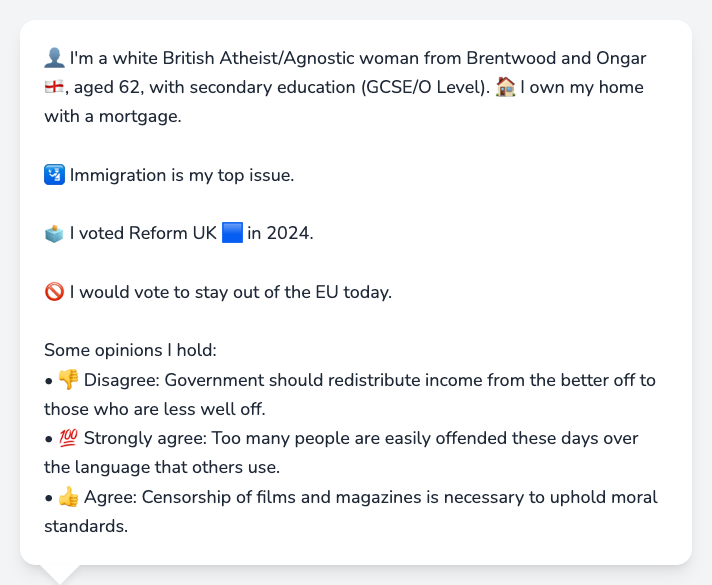 👤 I'm a white British Atheist/Agnostic woman from Brentwood and Ongar
🏴󠁧󠁢󠁥󠁮󠁧󠁿, aged 62, with secondary education (GCSE/O Level). 🏠 I own my home
with a mortgage.
🛂 Immigration is my top issue.
🗳️ I voted Reform UK 🟦 in 2024.
🚫 I would vote to stay out of the EU today.
Some opinions I hold:
• 👎 Disagree: Government should redistribute income from the better off to
those who are less well off.
• 💯 Strongly agree: Too many people are easily offended these days over
the language that others use.
• 👍 Agree: Censorship of films and magazines is necessary to uphold moral
standards.